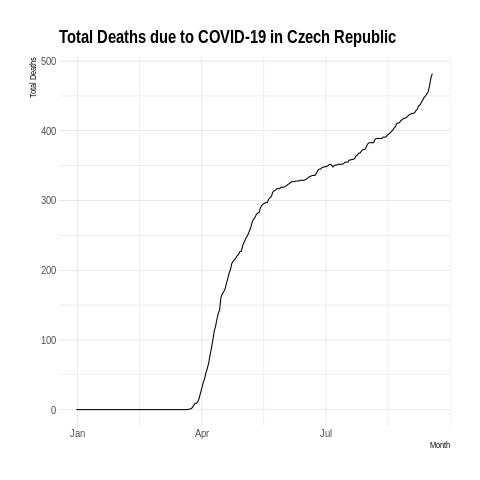 Total Deaths due to COVID-19 in Czech Republic
Total Deaths
500
400
300
200
100
0
Jan
Apr
Jul
Month